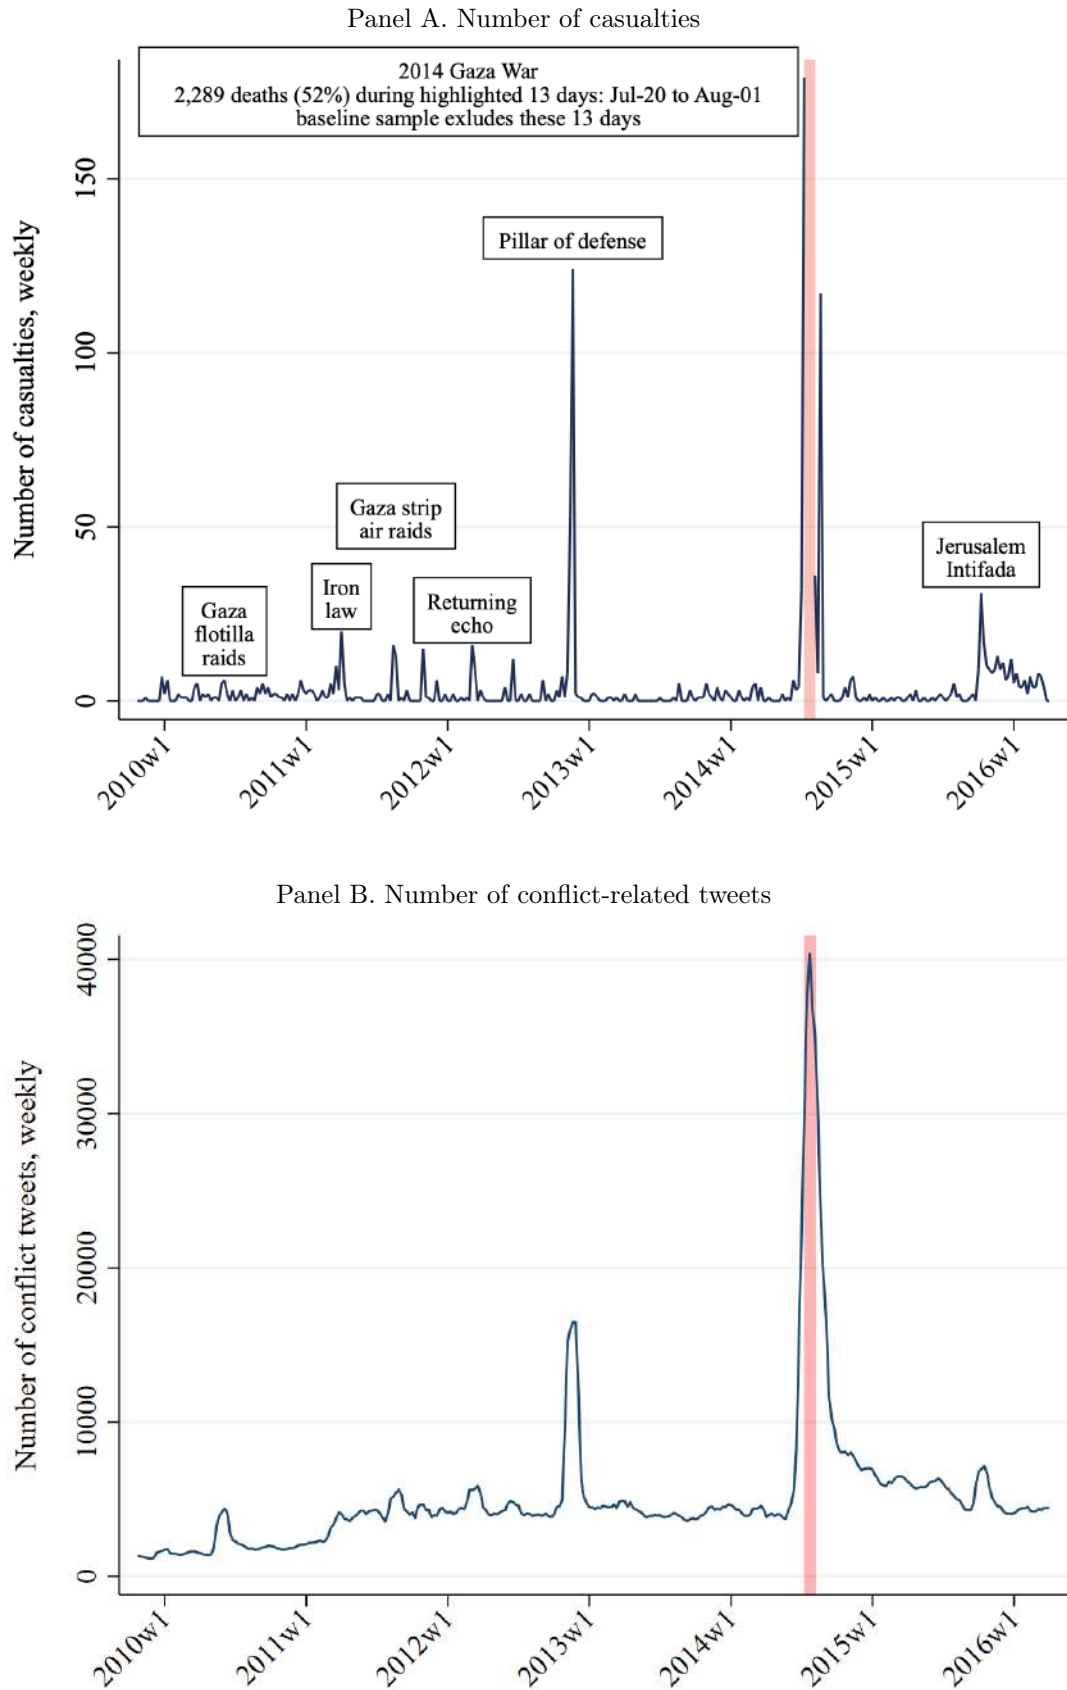 Panel A. Number of casualties
2014 Gaza War
2,289 deaths (52%) during highlighted 13 days: Jul-20 to Aug-01
baseline sample exludes these 13 days
Number of casualties, weekly
150
100
50
0
Pillar of defense
Gaza strip
air raids
Iron
law
Gaza
flotilla
raids
Returning
echo
Jerusalem
Intifada
2010w1
2011w1
2012w1
2013w1
2014w1
2015w1
2016w1
Panel B. Number of conflict-related tweets
Number of conflict tweets, weekly
40000
30000
20000
10000
0
2010w1
2011w1
2012w1
2013w1
2014w1
2015w1
2016w1